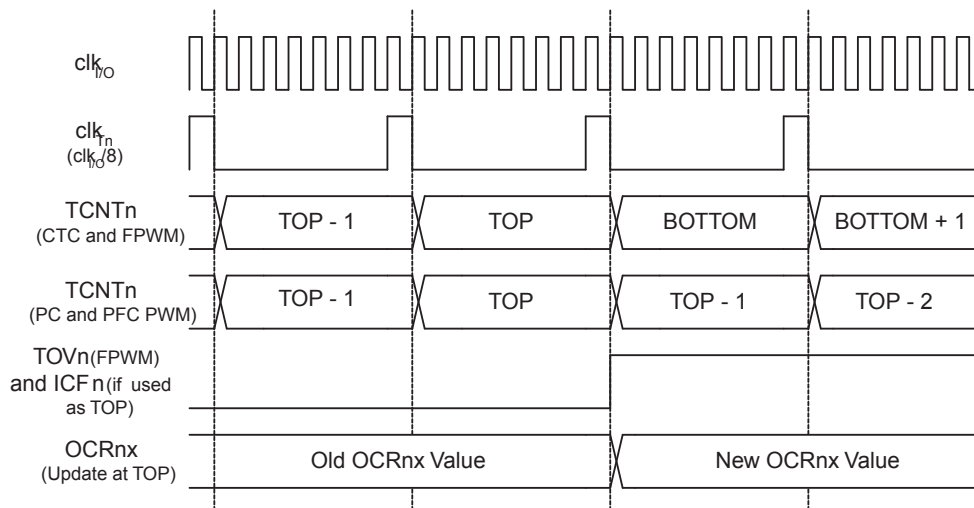 clkI/O
clkTn
(clkI/O/8)
TCNTn
(CTC and FPWM)
TOP - 1
TOP
BOTTOM
BOTTOM + 1
TCNTn
(PC and PFC PWM)
TOP - 1
TOP
TOP - 1
TOP - 2
TOVn (FPWM)
and ICF n (if used
as TOP)
OCRnx
(Update at TOP)
Old OCRnx Value
New OCRnx Value